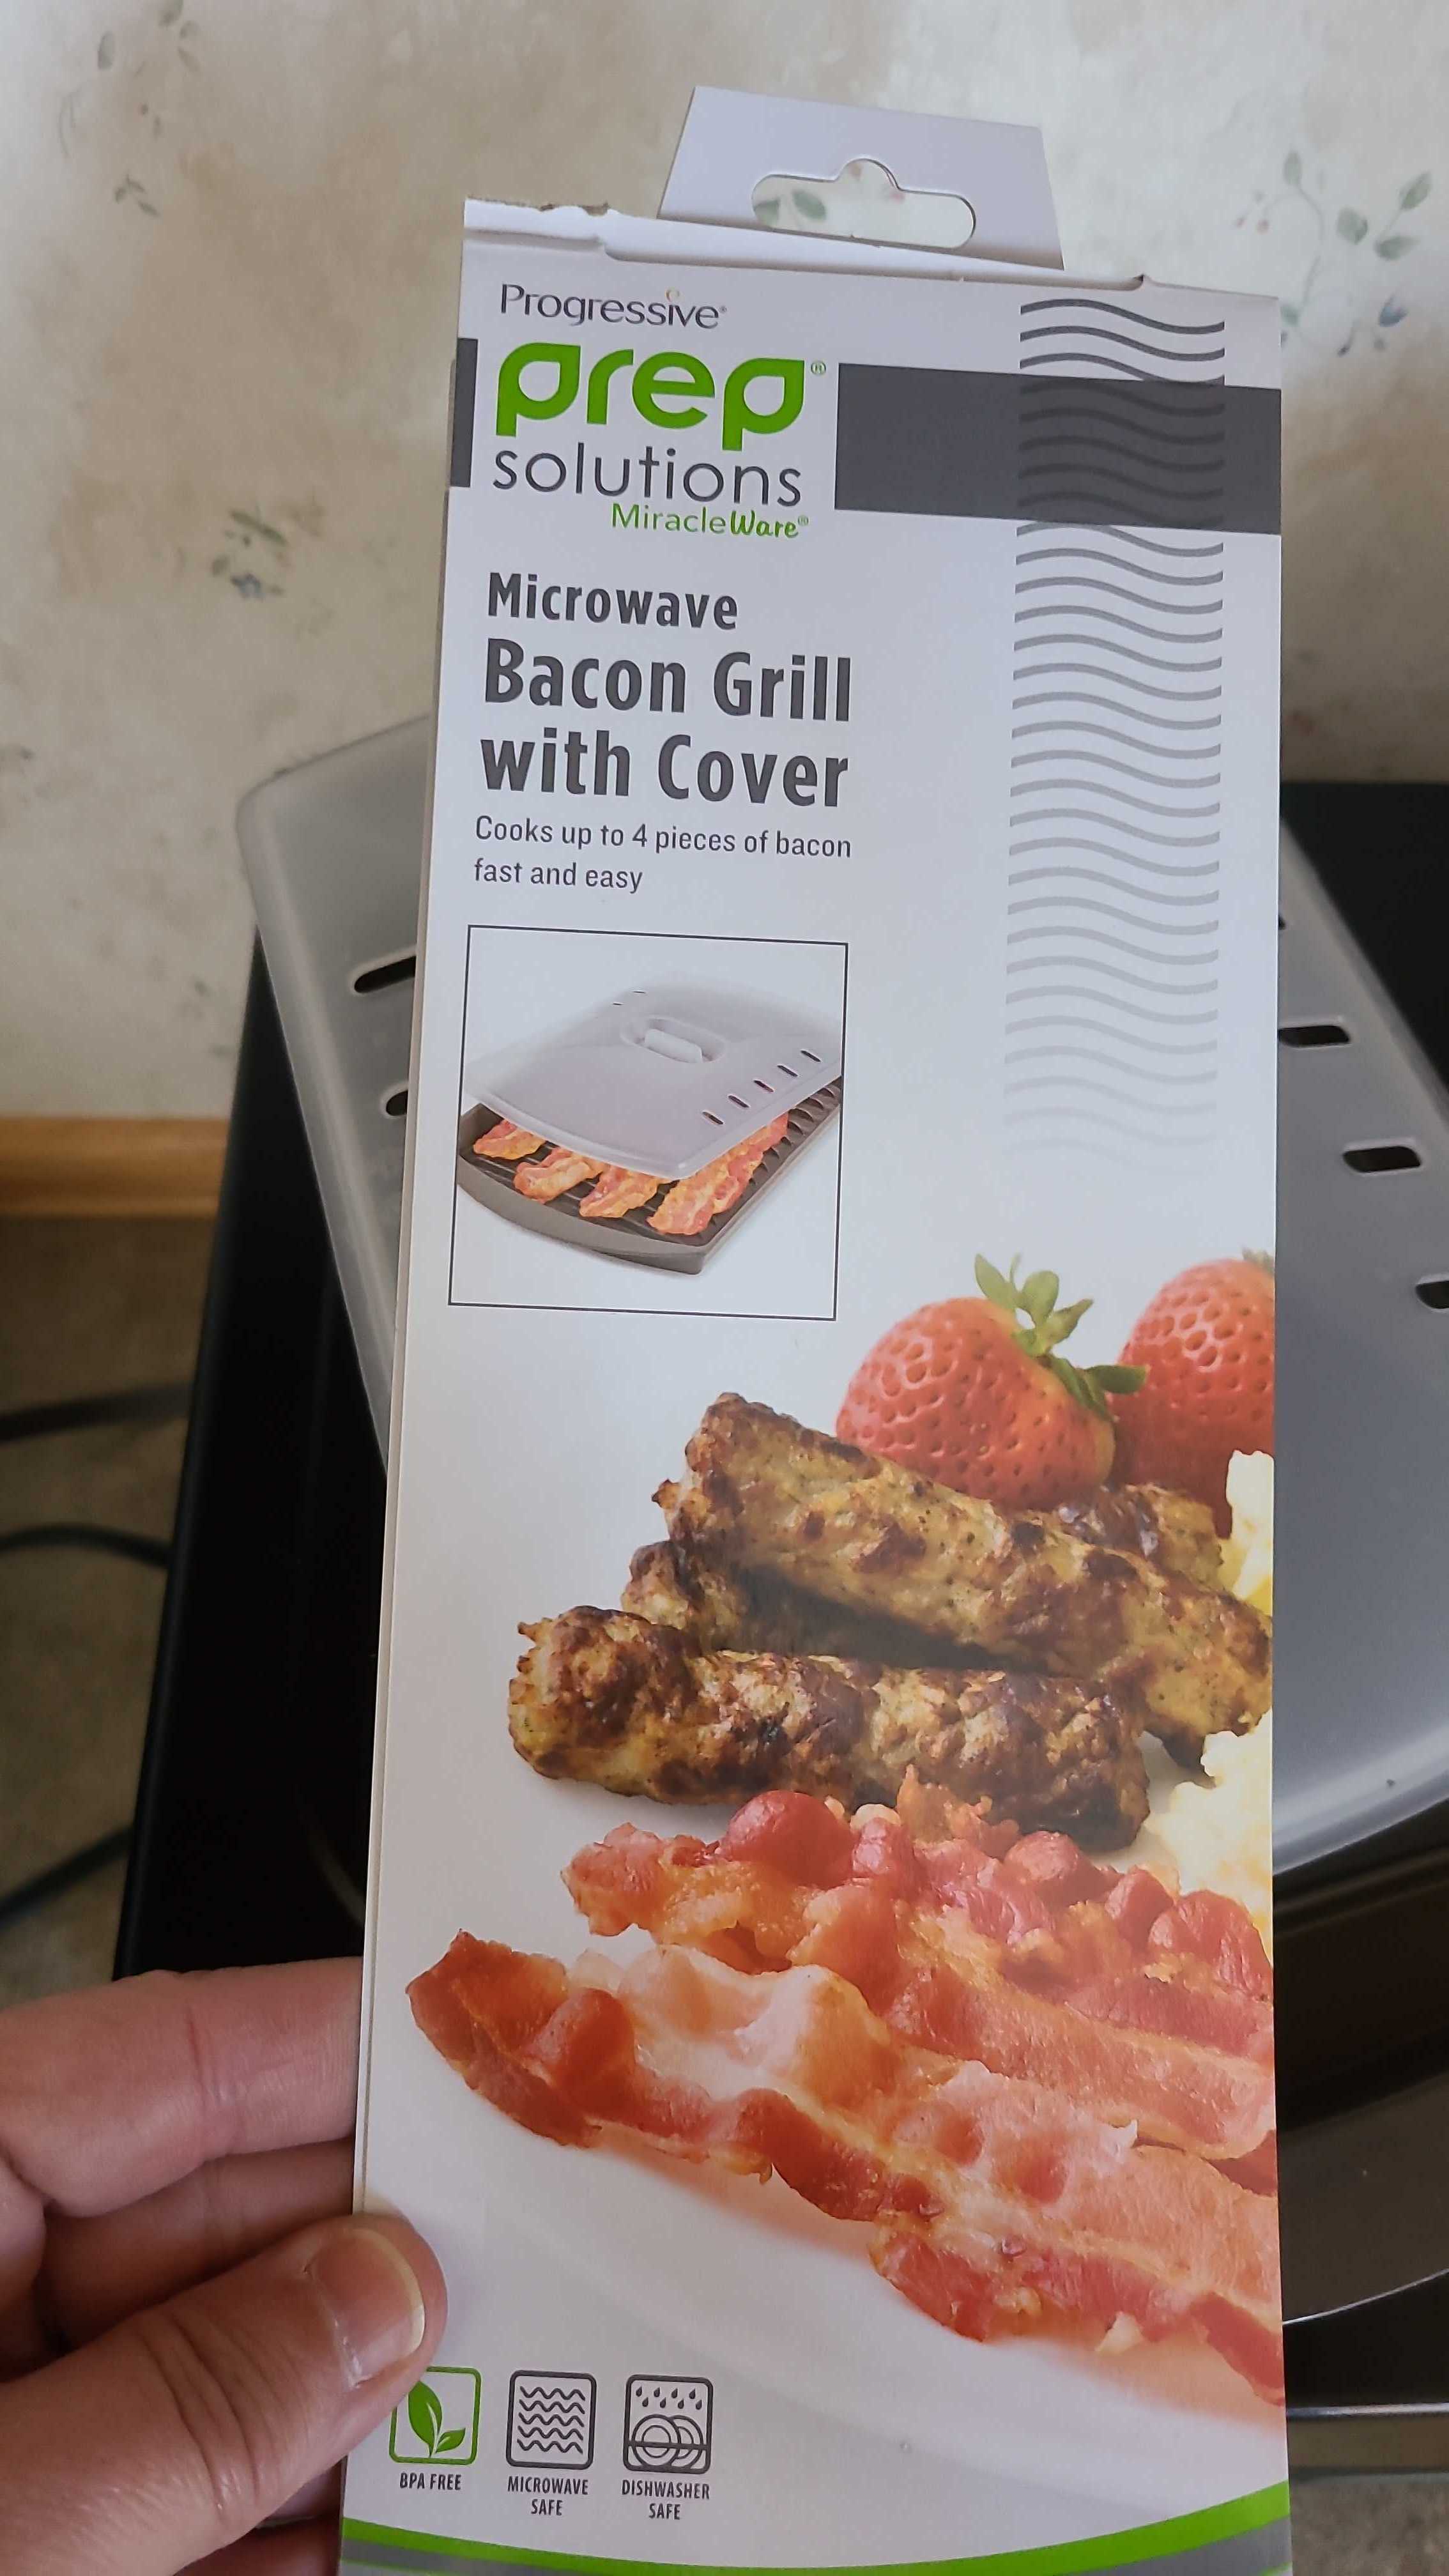 Progressive®
prep®
solutions
MiracleWare®
Microwave
Bacon Grill
with Cover
Cooks up to 4 pieces of bacon
fast and easy
BPA FREE
MICROWAVE
SAFE
DISHWASHER
SAFE